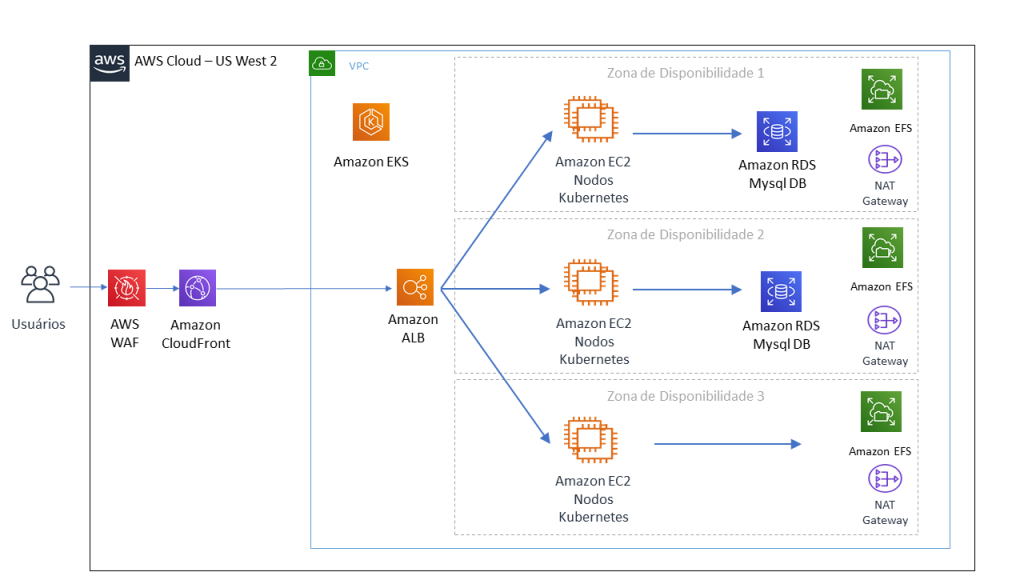 aws
AWS Cloud – US West 2
VPC
Zona de Disponibilidade 1
Amazon EKS
Amazon EC2
Nodos
Kubernetes
Amazon RDS
Mysql DB
Amazon EFS
NAT
Gateway
Zona de Disponibilidade 2
Usuários
AWS
WAF
Amazon
CloudFront
Amazon
ALB
Amazon EC2
Nodos
Kubernetes
Amazon RDS
Mysql DB
Amazon EFS
NAT
Gateway
Zona de Disponibilidade 3
Amazon EC2
Nodos
Kubernetes
Amazon EFS
NAT
Gateway